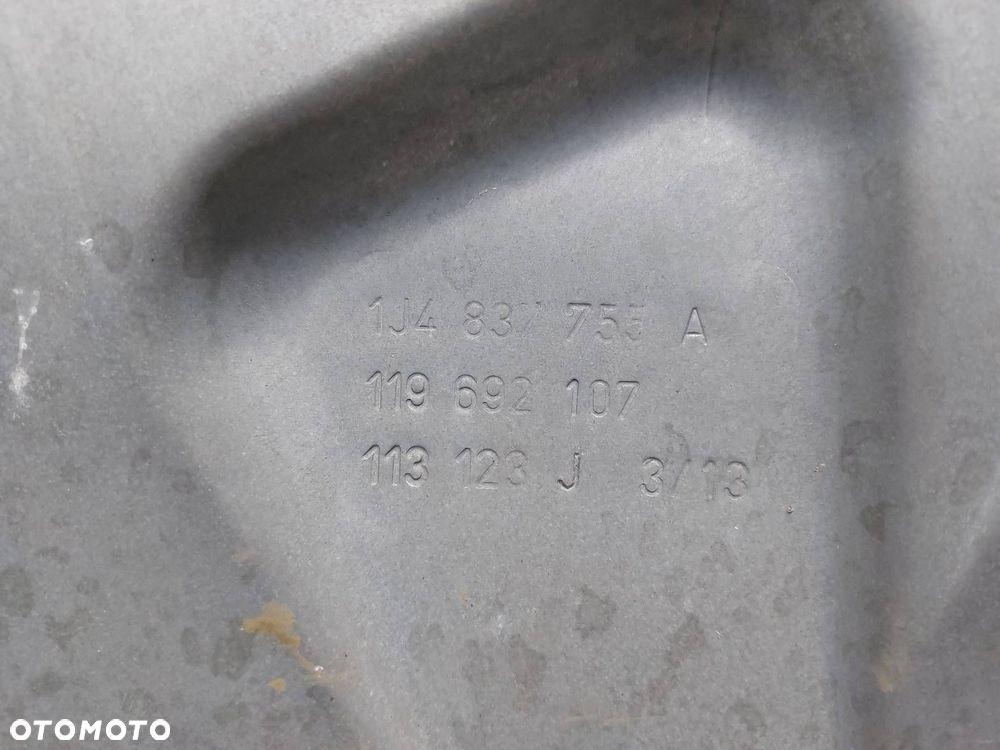 1J4 837 755 A
119 692 107
113 123 J 3/13
OTOMOTO